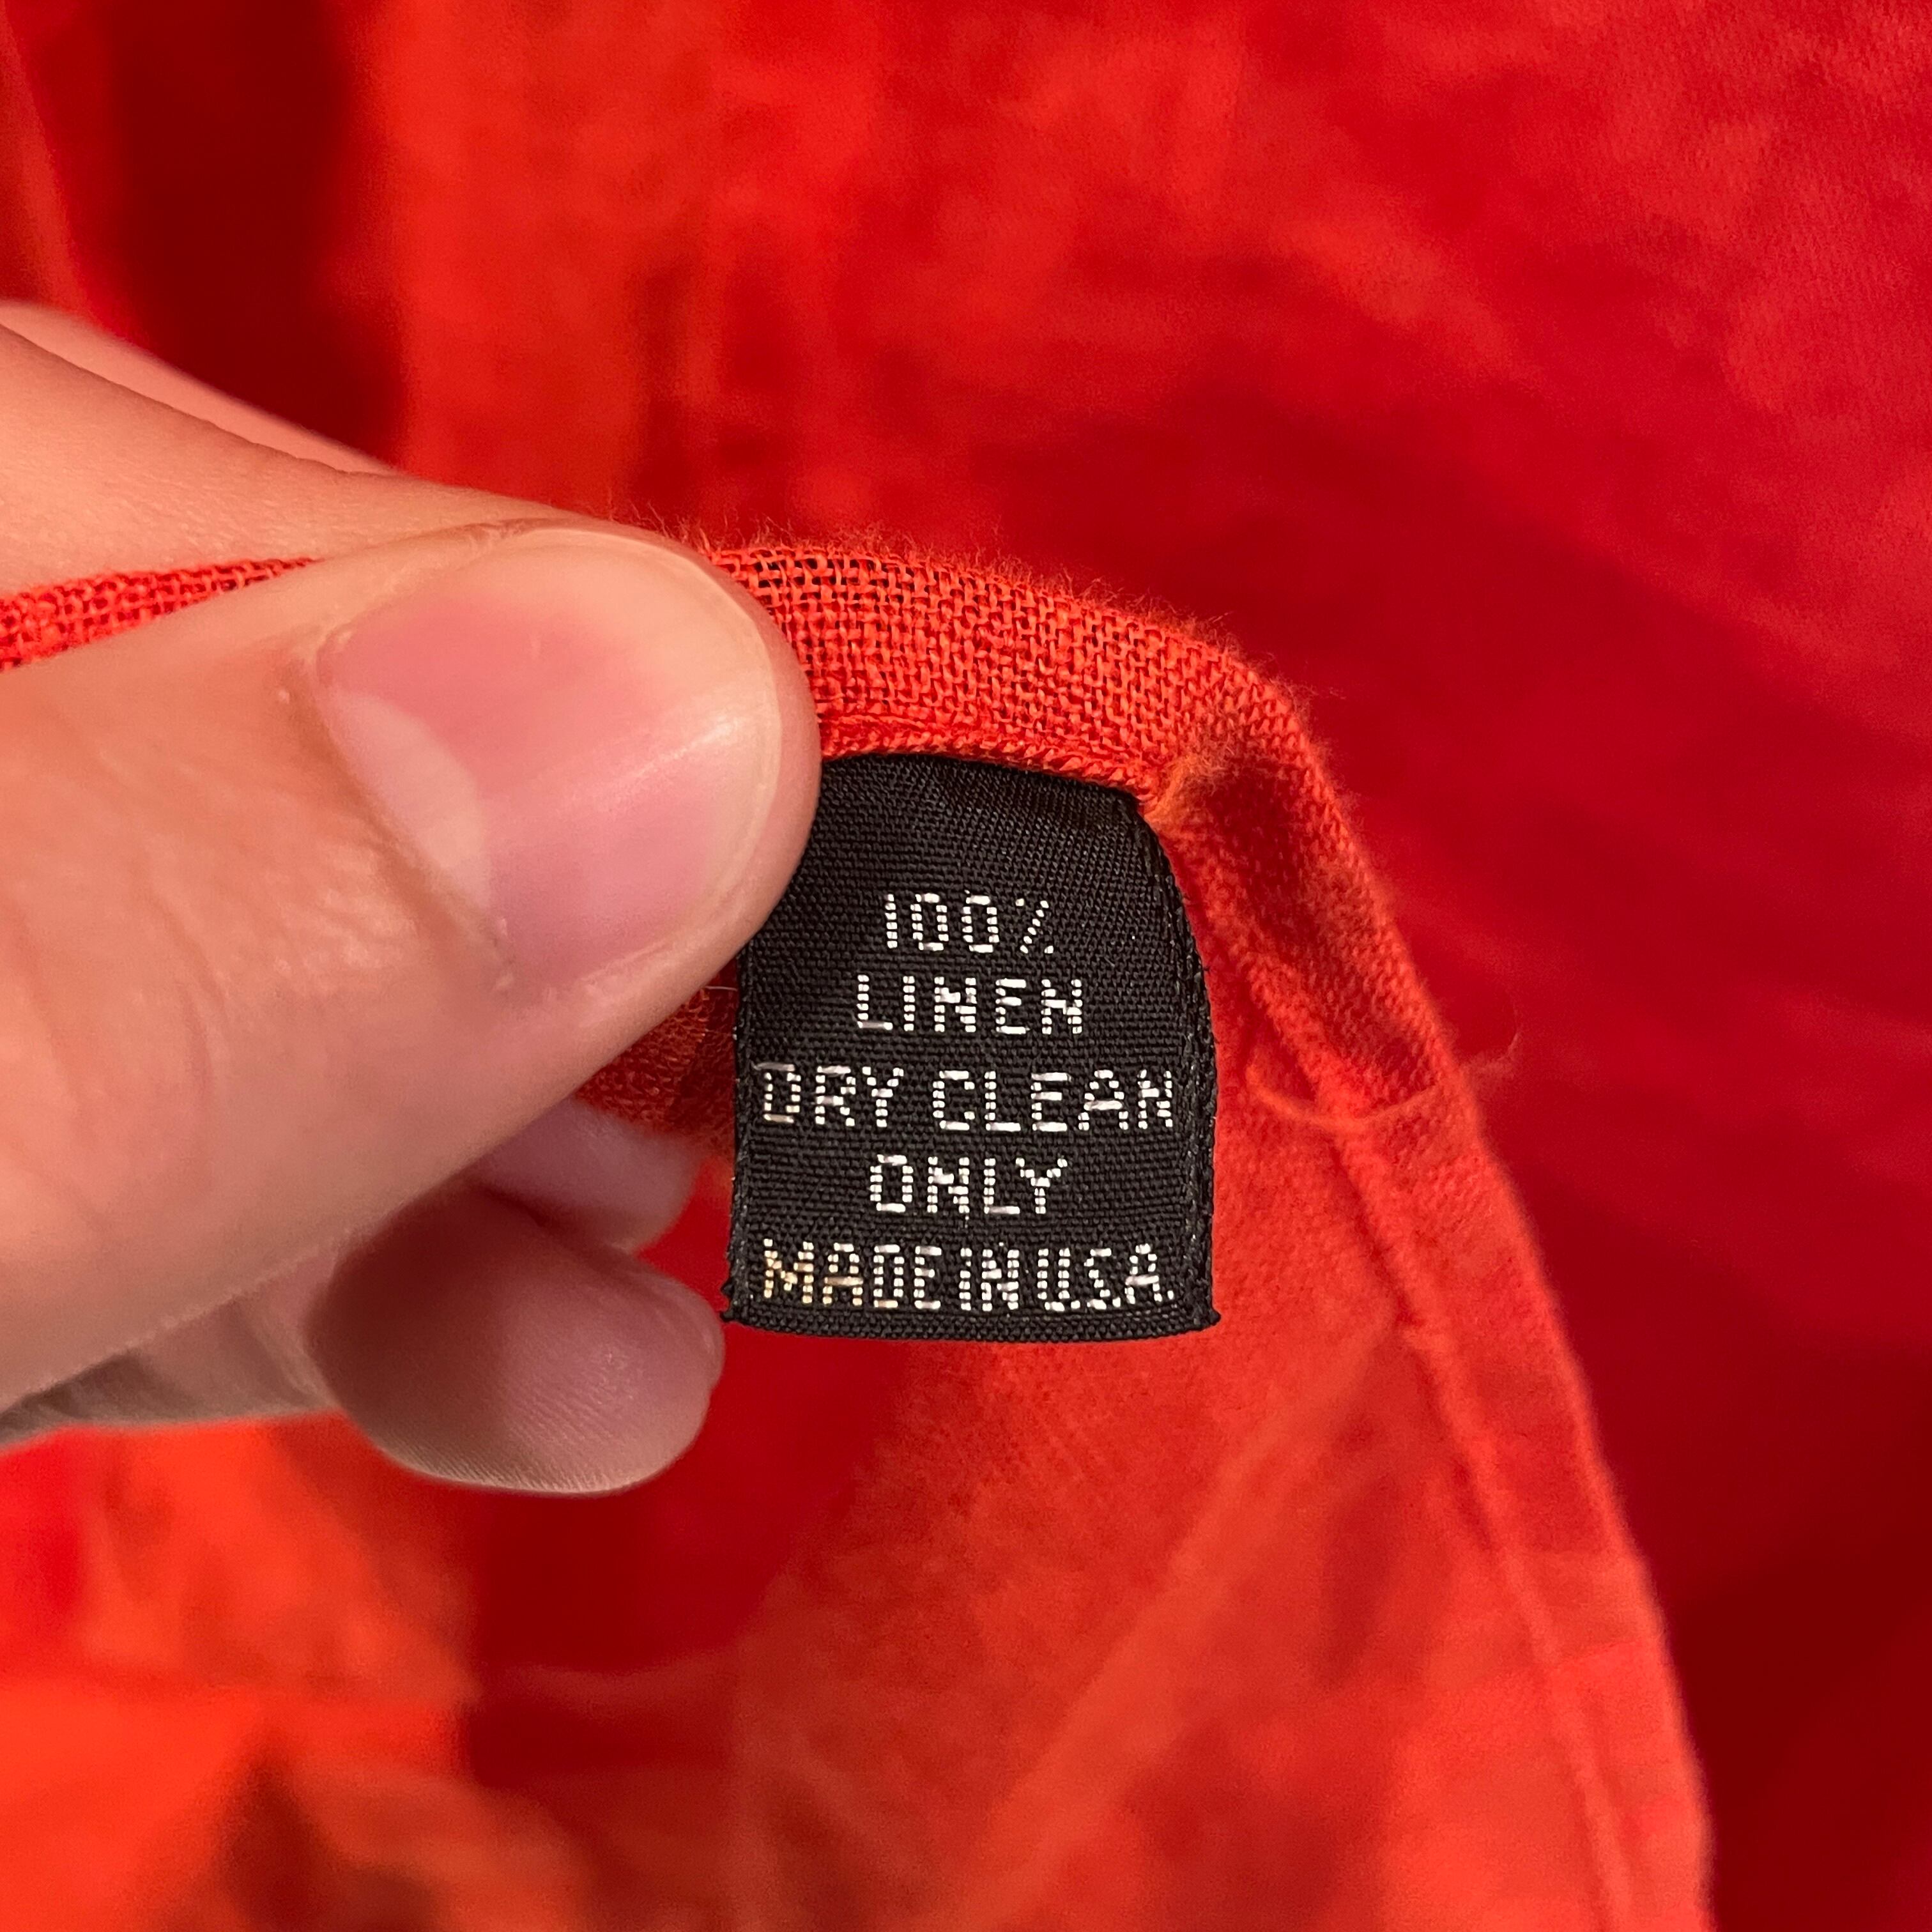 100%
LINEN
DRY CLEAN
ONLY
MADE IN U.S.A.